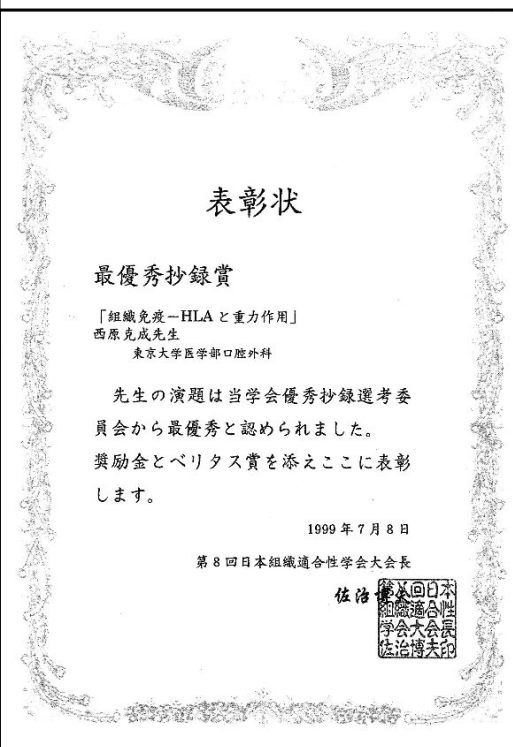 表彰状
最優秀抄録賞
「組織免疫－HLAと重力作用」
西原克成先生
東京大学医学部口腔外科
先生の演題は当学会優秀抄録選考委
員会から最優秀と認められました。
奨励金とベリタス賞を添えここに表彰
します。
1999年7月8日
第8回日本組織適合性学会大会長
佐治博夫
第八回日本
組織適合性
学会大会長
佐治博夫印